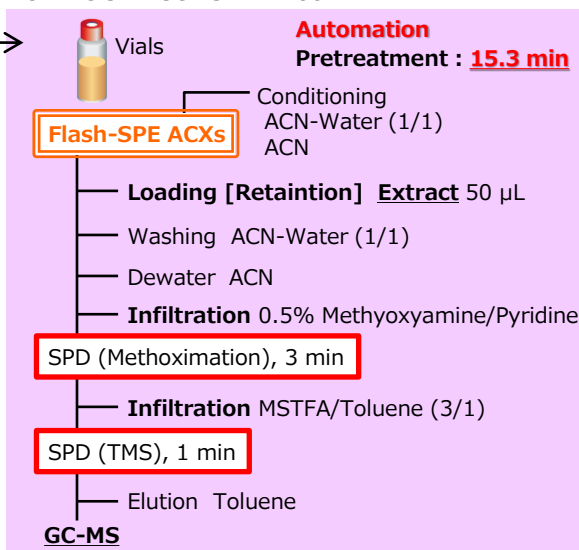 Vials
Automation
Pretreatment : 15.3 min
Conditioning
ACN-Water (1/1)
ACN
Flash-SPE ACXs
Loading [Retaintion] Extract 50 µL
Washing ACN-Water (1/1)
Dewater ACN
Infiltration 0.5% Methyoxyamine/Pyridine
SPD (Methoximation), 3 min
Infiltration MSTFA/Toluene (3/1)
SPD (TMS), 1 min
Elution Toluene
GC-MS